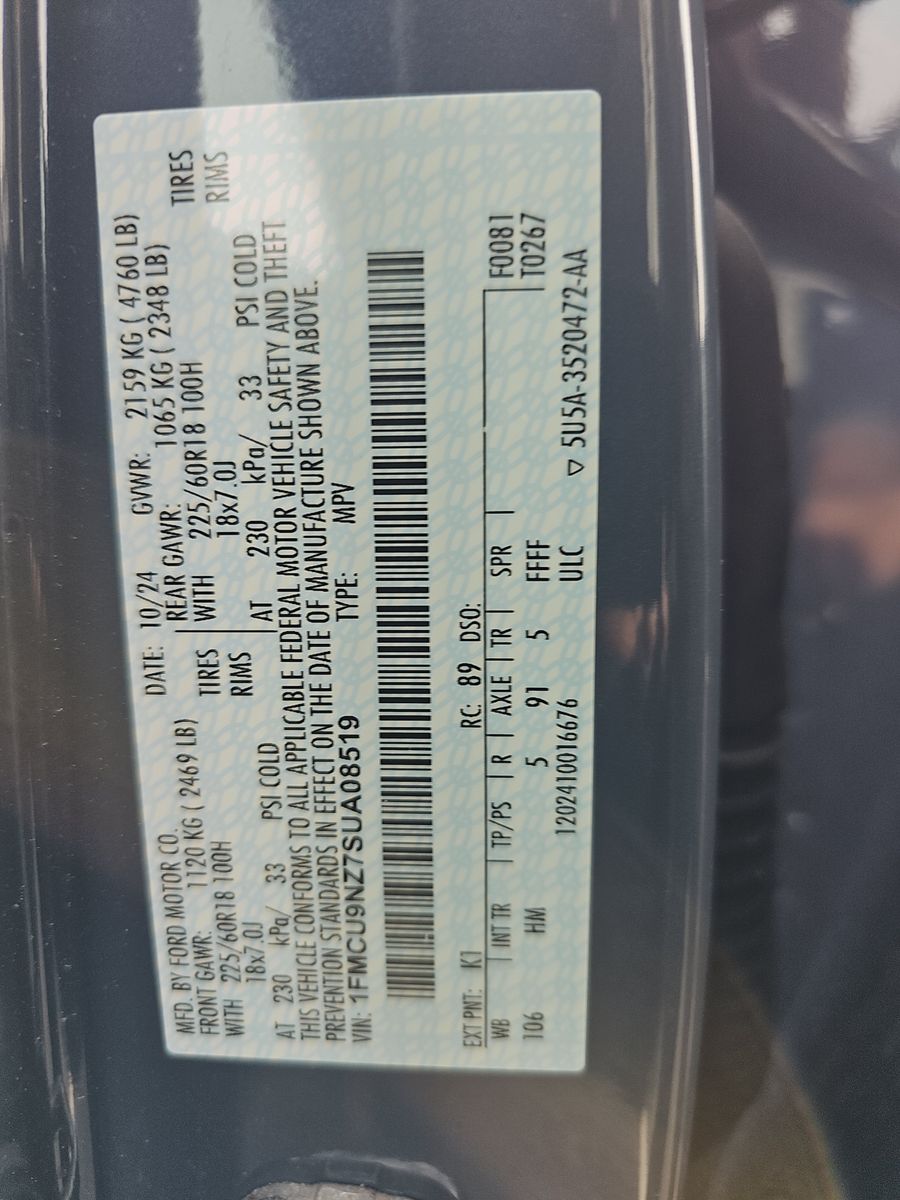 MFD. BY FORD MOTOR CO. DATE: 10/24 GVWR: 2159 KG ( 4760 LB)
FRONT GAWR: 1120 KG ( 2469 LB) REAR GAWR: 1065 KG ( 2348 LB)
WITH 225/60R18 100H TIRES WITH 225/60R18 100H TIRES
18x7.0J RIMS 18x7.0J RIMS
AT 230 kPa/ 33 PSI COLD AT 230 kPa/ 33 PSI COLD
THIS VEHICLE CONFORMS TO ALL APPLICABLE FEDERAL MOTOR VEHICLE SAFETY AND THEFT
PREVENTION STANDARDS IN EFFECT ON THE DATE OF MANUFACTURE SHOWN ABOVE.
VIN: 1FMCU9NZ7SUA08519 TYPE: MPV
EXT PNT: K1 RC: 89 DSO: F0081
WB INT TR TP/PS R AXLE TR SPR T0267
106 HM 5 91 5 FFFF
1202410016676 ULC ▽ 5U5A-3520472-AA